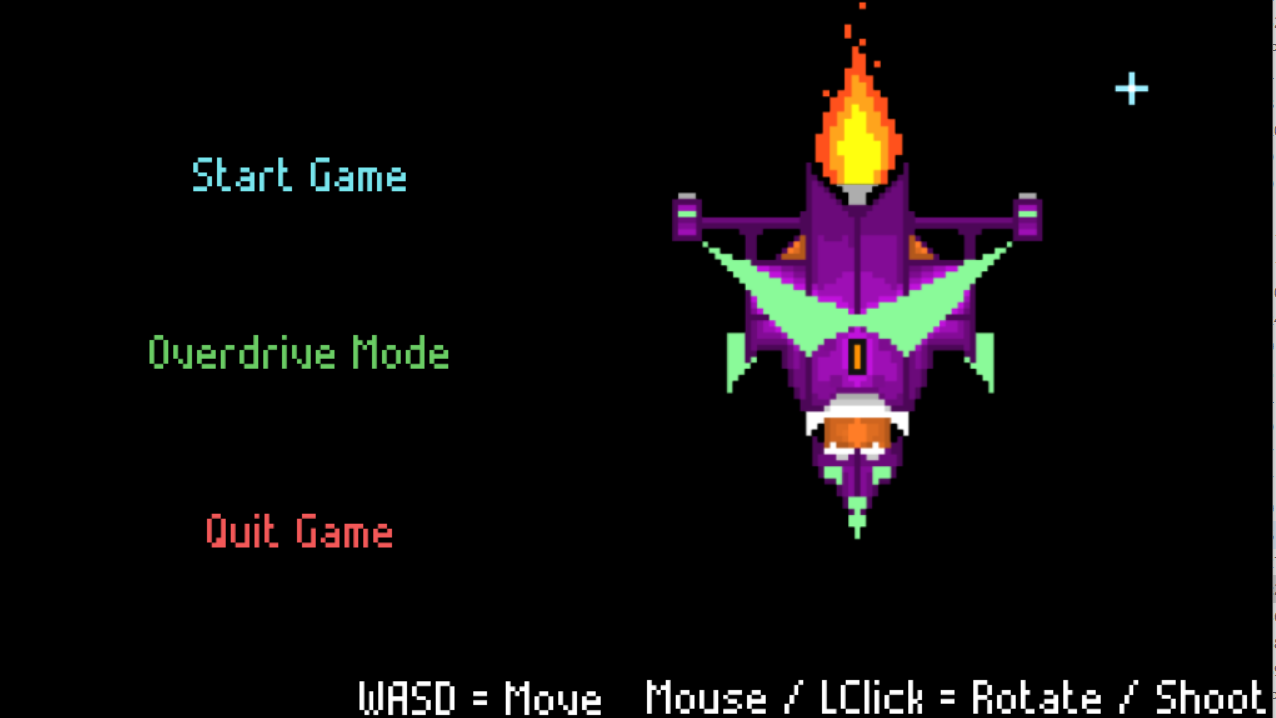 Start Game
Overdrive Mode
Quit Game
WASD = Move Mouse / LClick = Rotate / Shoot